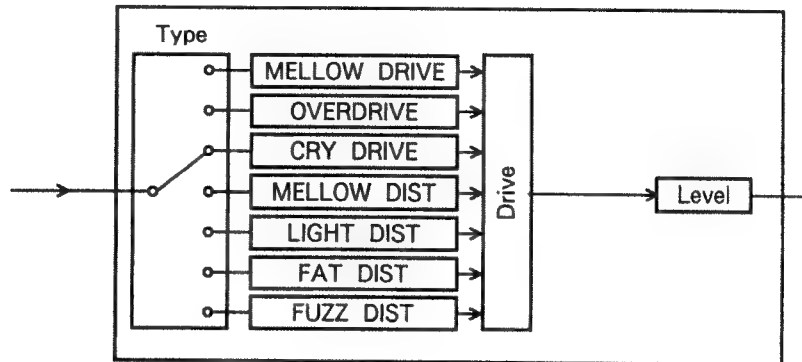 Type
MELLOW DRIVE
OVERDRIVE
CRY DRIVE
MELLOW DIST
LIGHT DIST
FAT DIST
FUZZ DIST
Drive
Level